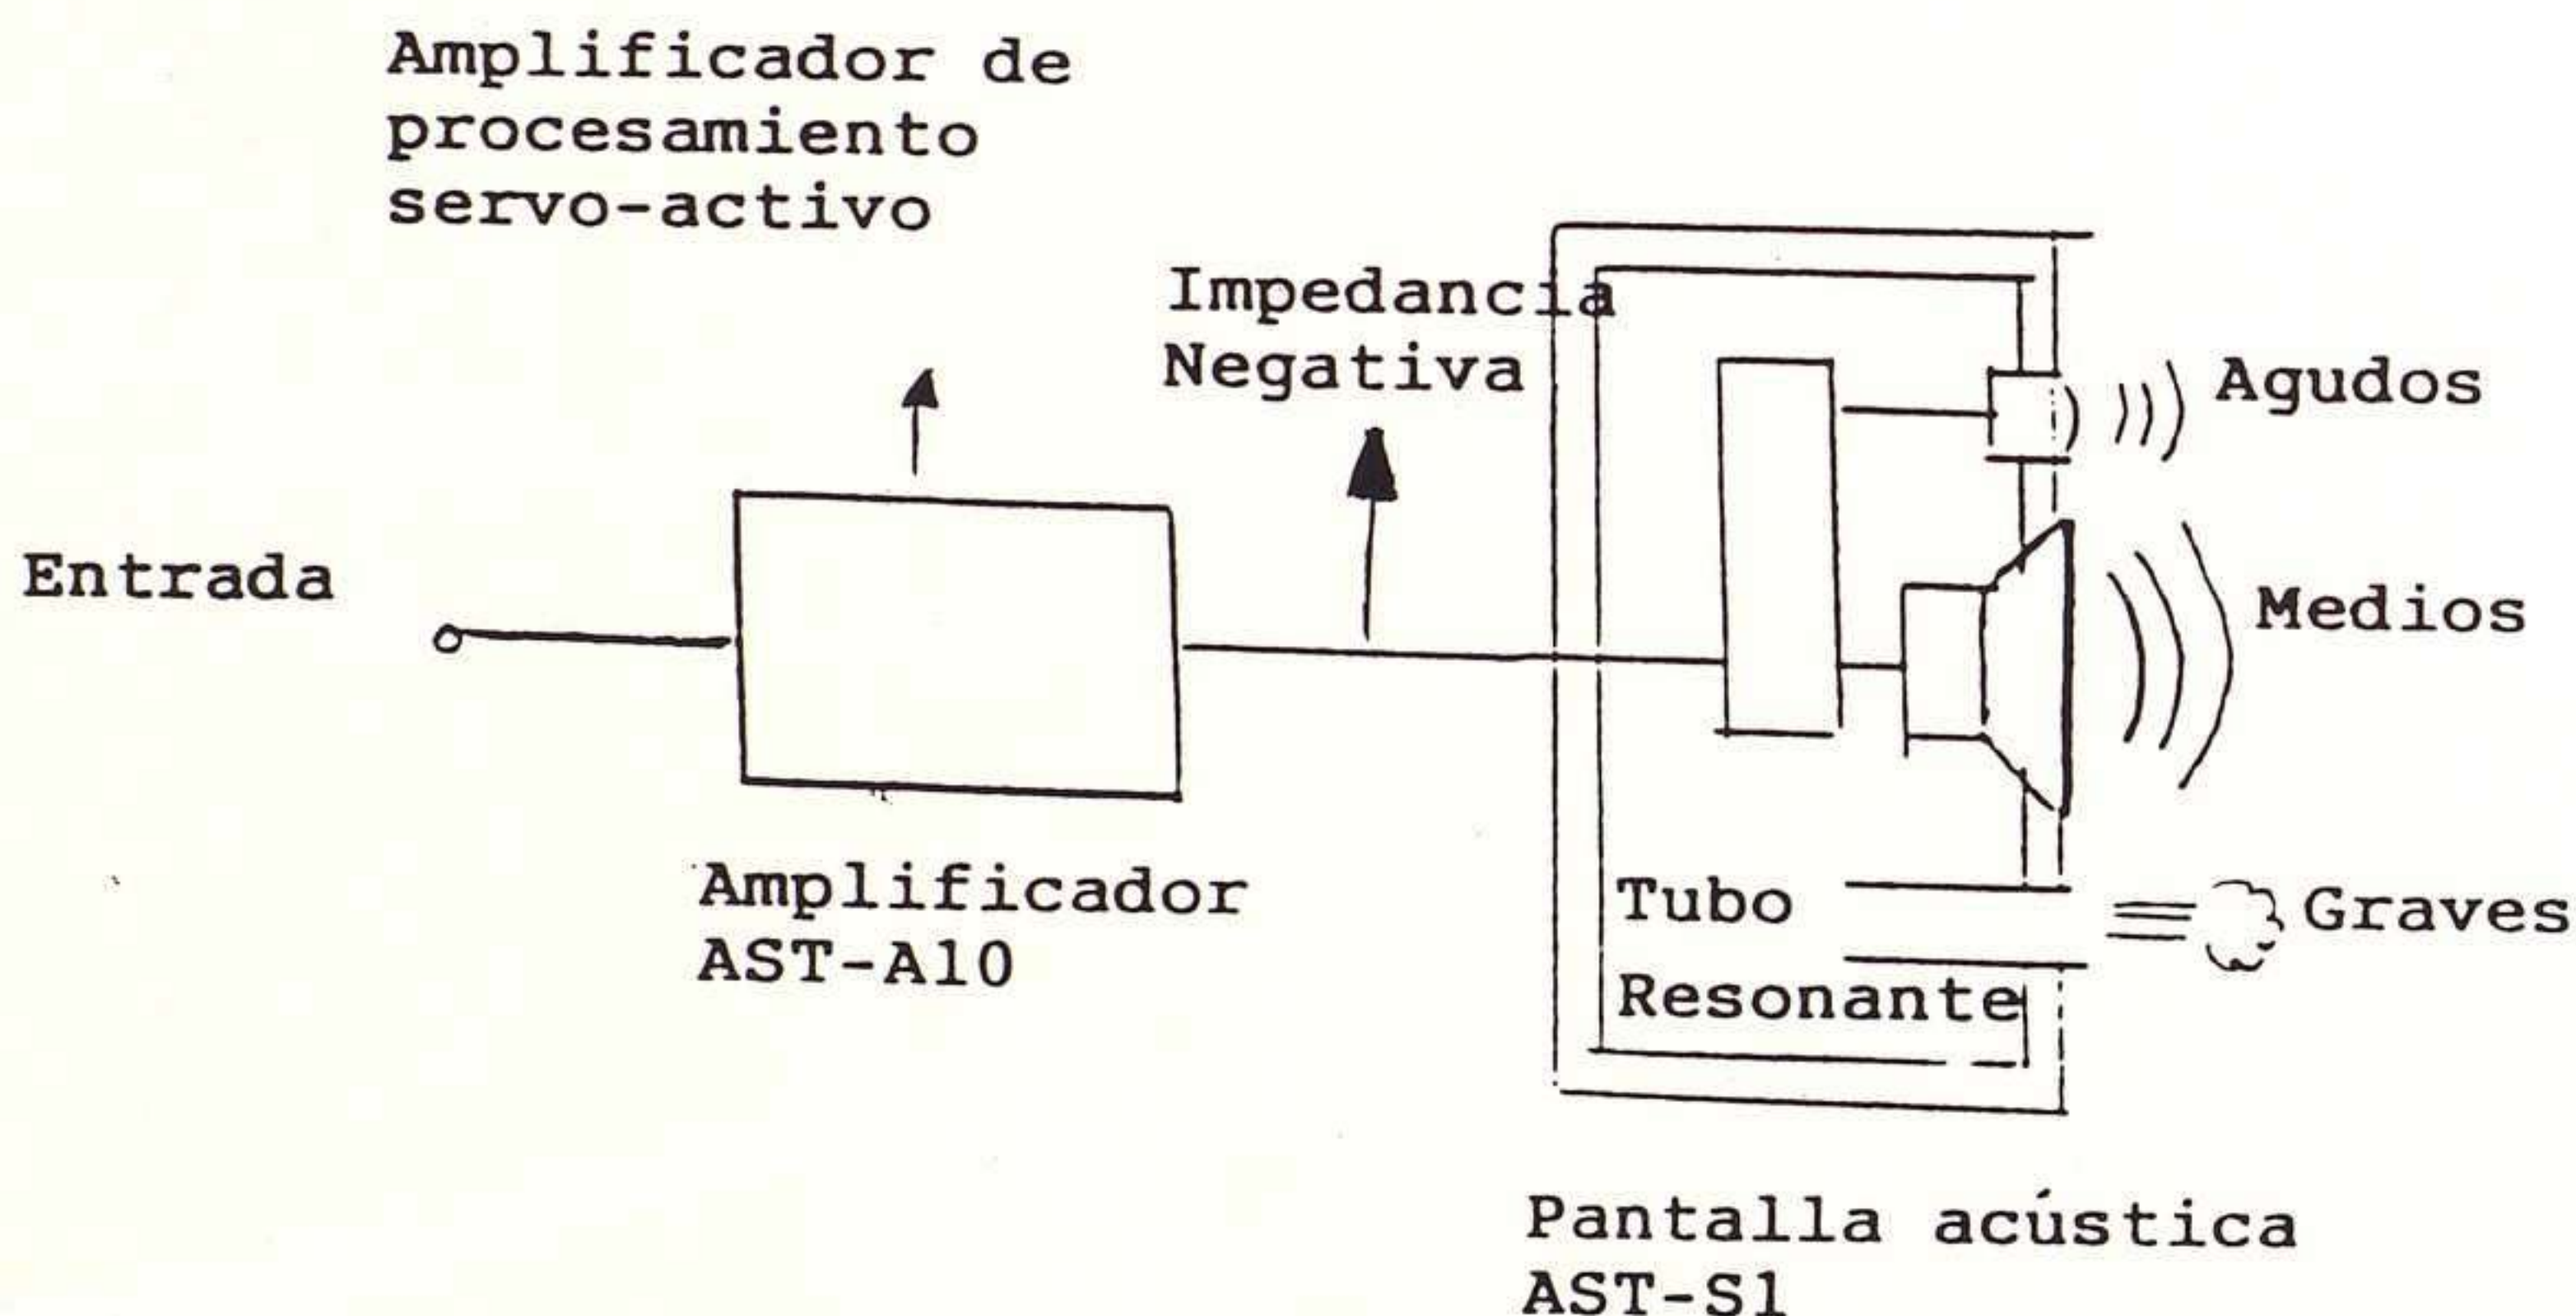 Amplificador de
procesamiento
servo-activo
Impedancia
Negativa
Agudos
Entrada
Medios
Amplificador
AST-A10
Tubo
Resonante
Graves
Pantalla acústica
AST-S1